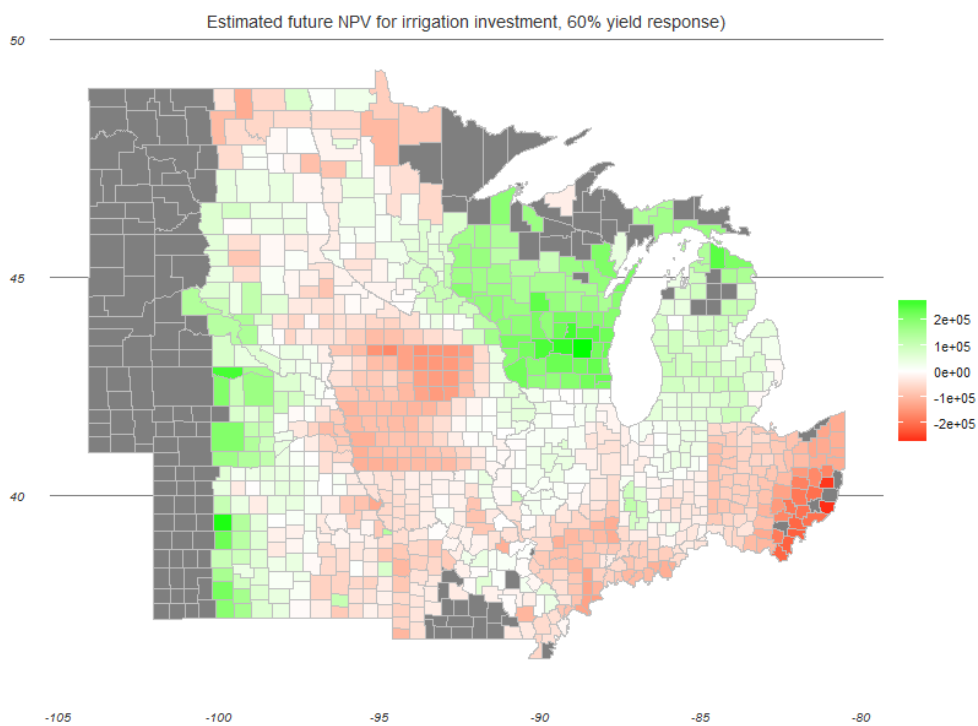 Estimated future NPV for irrigation investment, 60% yield response)
50
45
40
2e+05
1e+05
0e+00
-1e+05
-2e+05
-105
-100
-95
-90
-85
-80